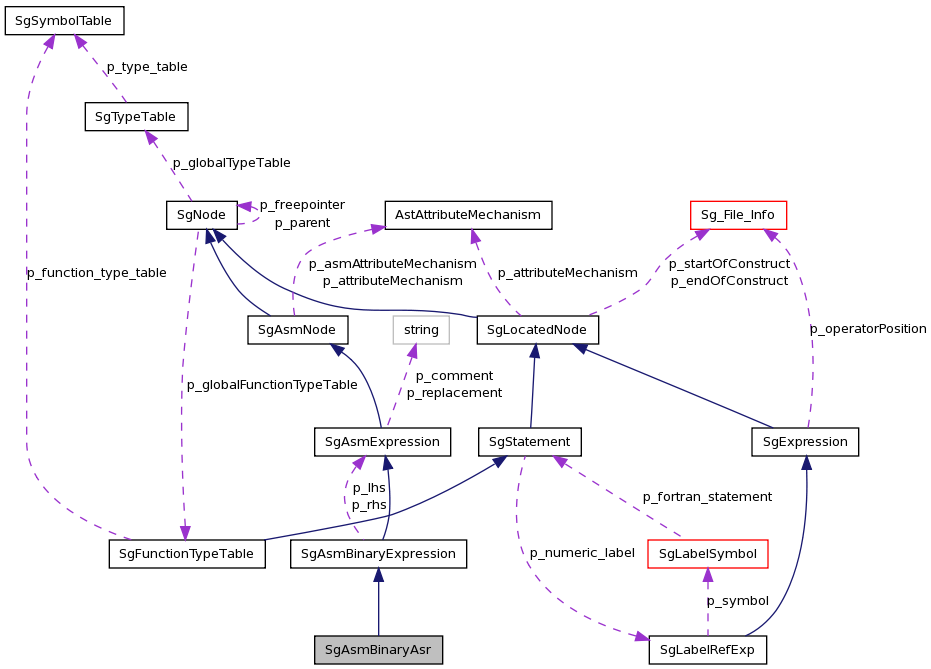 SgSymbolTable
p_type_table
SgTypeTable
p_globalTypeTable
SgNode
p_freepointer
p_parent
AstAttributeMechanism
Sg_File_Info
p_function_type_table
p_asmAttributeMechanism
p_attributeMechanism
p_attributeMechanism
p_startOfConstruct
p_endOfConstruct
SgAsmNode
string
SgLocatedNode
p_operatorPosition
p_globalFunctionTypeTable
p_comment
p_replacement
SgAsmExpression
SgStatement
SgExpression
p_lhs
p_rhs
p_fortran_statement
SgFunctionTypeTable
SgAsmBinaryExpression
p_numeric_label
SgLabelSymbol
p_symbol
SgAsmBinaryAsr
SgLabelRefExp